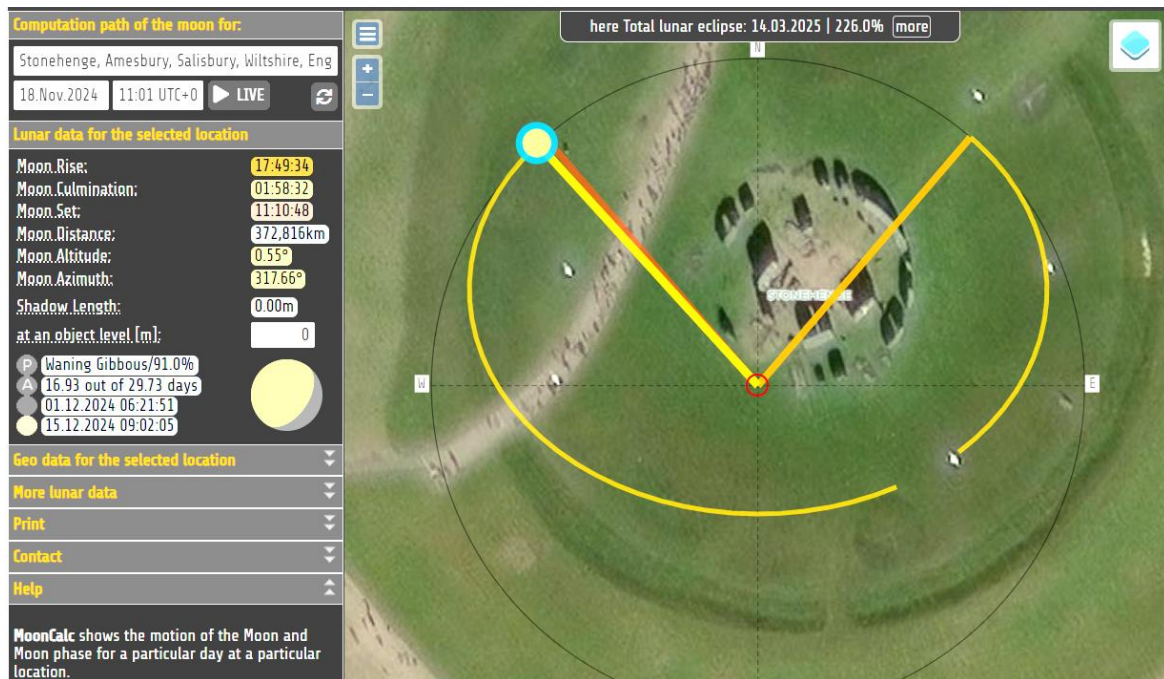 Computation path of the moon for:
Stonehenge, Amesbury, Salisbury, Wiltshire, Eng
18.Nov.2024 11:01 UTC+0 LIVE
Lunar data for the selected location
Moon Rise: 17:49:34
Moon Culmination: 01:58:32
Moon Set: 11:10:48
Moon Distance: 372,816km
Moon Altitude: 0.55°
Moon Azimuth: 317.66°
Shadow Length: 0.00m
at an object level [m]: 0
P Waning Gibbous/91.0%
A 16.93 out of 29.73 days
01.12.2024 06:21:51
15.12.2024 09:02:05
Geo data for the selected location
More lunar data
Print
Contact
Help
MoonCalc shows the motion of the Moon and
Moon phase for a particular day at a particular
location.
here Total lunar eclipse: 14.03.2025 | 226.0% more
+
−
N
W
E
STONEHENGE